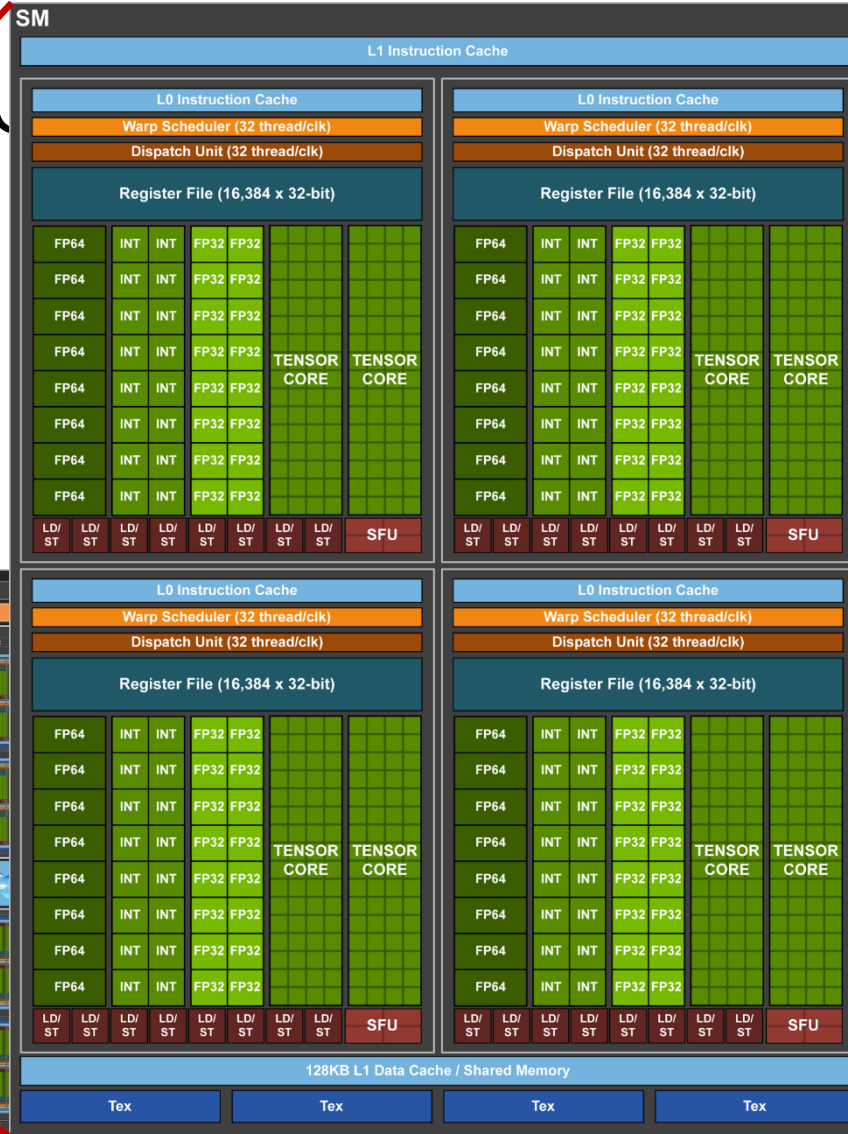 SM
L1 Instruction Cache
L0 Instruction Cache
Warp Scheduler (32 thread/clk)
Dispatch Unit (32 thread/clk)
Register File (16,384 x 32-bit)
FP64 INT INT FP32 FP32
FP64 INT INT FP32 FP32
FP64 INT INT FP32 FP32
FP64 INT INT FP32 FP32
FP64 INT INT FP32 FP32
FP64 INT INT FP32 FP32
FP64 INT INT FP32 FP32
FP64 INT INT FP32 FP32
TENSOR CORE
TENSOR CORE
LD/ST LD/ST LD/ST LD/ST LD/ST LD/ST LD/ST LD/ST SFU
L0 Instruction Cache
Warp Scheduler (32 thread/clk)
Dispatch Unit (32 thread/clk)
Register File (16,384 x 32-bit)
FP64 INT INT FP32 FP32
FP64 INT INT FP32 FP32
FP64 INT INT FP32 FP32
FP64 INT INT FP32 FP32
FP64 INT INT FP32 FP32
FP64 INT INT FP32 FP32
FP64 INT INT FP32 FP32
FP64 INT INT FP32 FP32
TENSOR CORE
TENSOR CORE
LD/ST LD/ST LD/ST LD/ST LD/ST LD/ST LD/ST LD/ST SFU
L0 Instruction Cache
Warp Scheduler (32 thread/clk)
Dispatch Unit (32 thread/clk)
Register File (16,384 x 32-bit)
FP64 INT INT FP32 FP32
FP64 INT INT FP32 FP32
FP64 INT INT FP32 FP32
FP64 INT INT FP32 FP32
FP64 INT INT FP32 FP32
FP64 INT INT FP32 FP32
FP64 INT INT FP32 FP32
FP64 INT INT FP32 FP32
TENSOR CORE
TENSOR CORE
LD/ST LD/ST LD/ST LD/ST LD/ST LD/ST LD/ST LD/ST SFU
L0 Instruction Cache
Warp Scheduler (32 thread/clk)
Dispatch Unit (32 thread/clk)
Register File (16,384 x 32-bit)
FP64 INT INT FP32 FP32
FP64 INT INT FP32 FP32
FP64 INT INT FP32 FP32
FP64 INT INT FP32 FP32
FP64 INT INT FP32 FP32
FP64 INT INT FP32 FP32
FP64 INT INT FP32 FP32
FP64 INT INT FP32 FP32
TENSOR CORE
TENSOR CORE
LD/ST LD/ST LD/ST LD/ST LD/ST LD/ST LD/ST LD/ST SFU
128KB L1 Data Cache / Shared Memory
Tex Tex Tex Tex